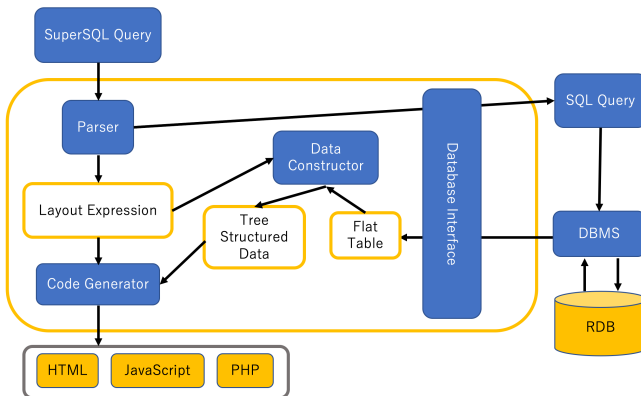 SuperSQL Query
Parser
SQL Query
Data
Constructor
Database Interface
Layout Expression
Tree
Structured
Data
Flat
Table
DBMS
Code Generator
RDB
HTML
JavaScript
PHP